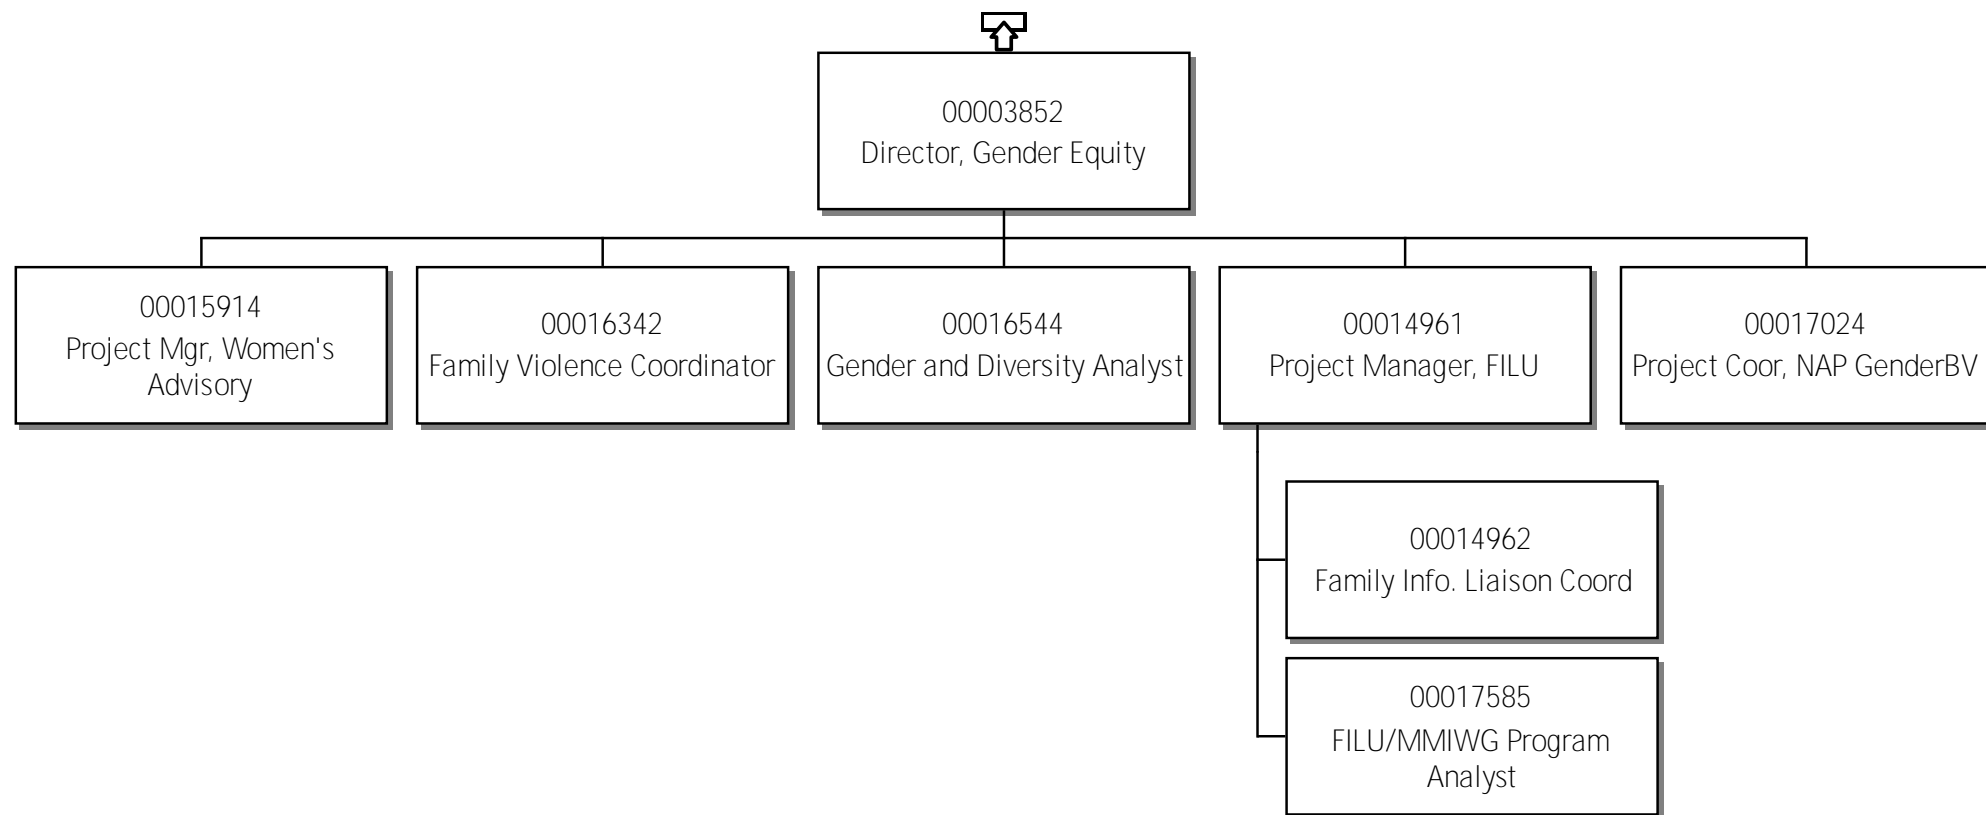 00003852
Director, Gender Equity
00015914
Project Mgr, Women's
Advisory
00016342
Family Violence Coordinator
00016544
Gender and Diversity Analyst
00014961
Project Manager, FILU
00017024
Project Coor, NAP GenderBV
00014962
Family Info. Liaison Coord
00017585
FILU/MMIWG Program
Analyst